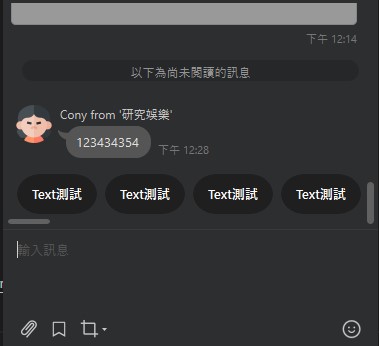 下午 12:14
以下為尚未閱讀的訊息
Cony from '研究娛樂'
123434354
下午 12:28
Text測試 Text測試 Text測試 Text測試
輸入訊息